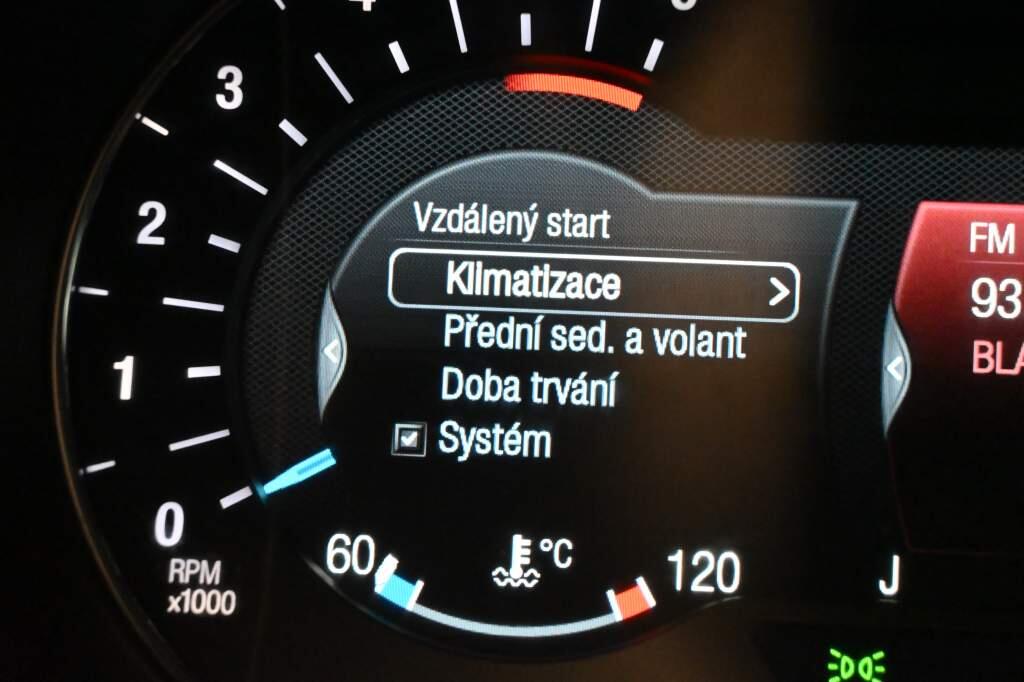 3
2
1
0
RPM
x1000
Vzdálený start
Klimatizace
Přední sed. a volant
Doba trvání
Systém
60
°C
120
FM
93
BLA
J